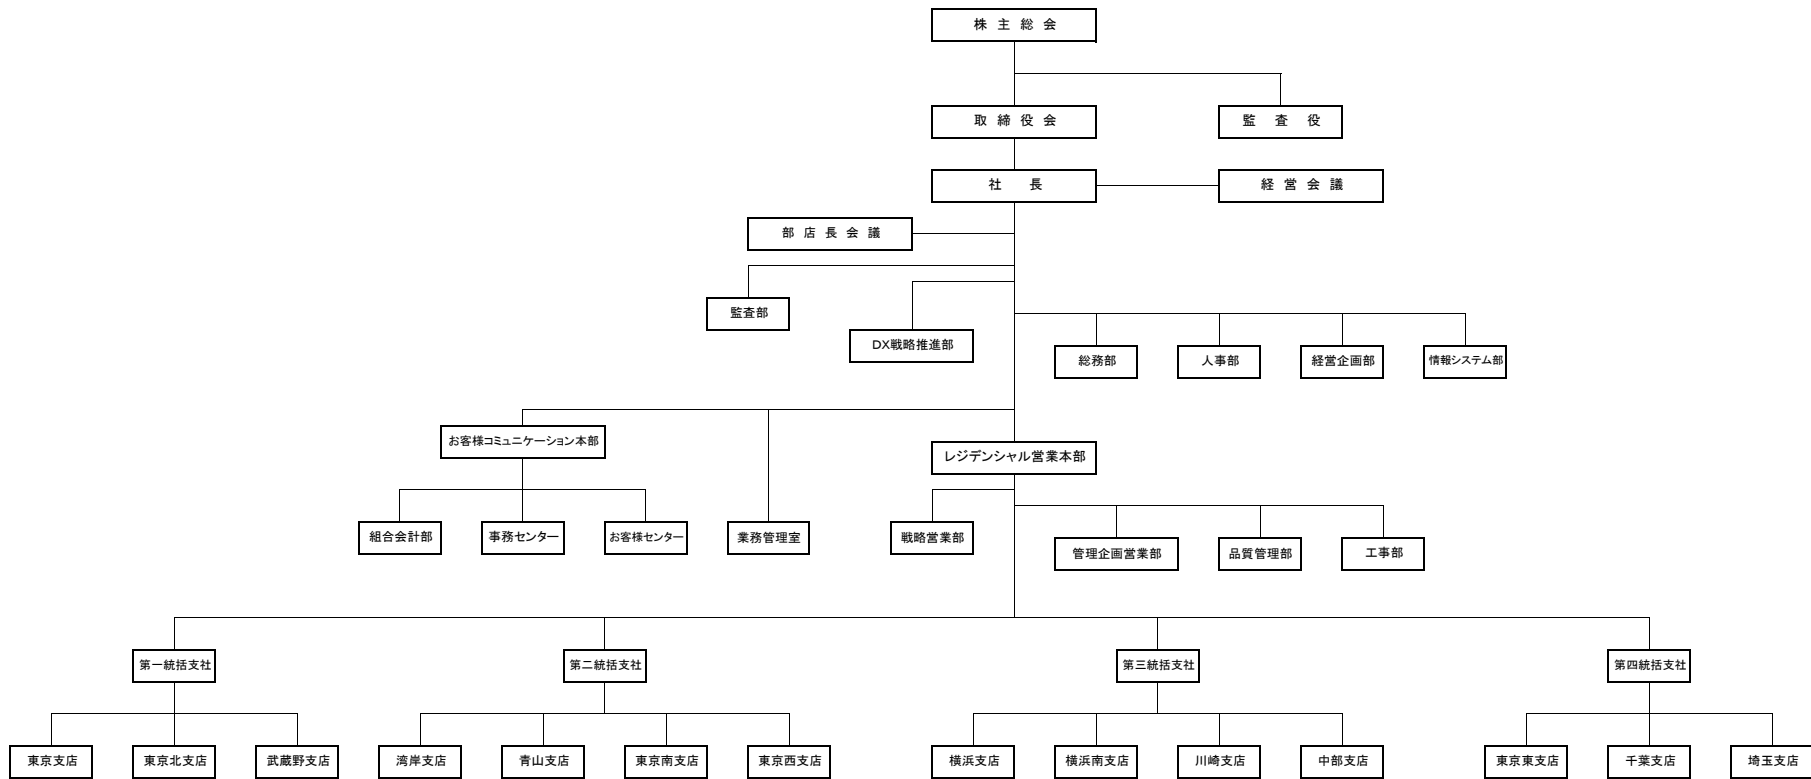 株主総会
取締役会
監査役
社長
経営会議
部店長会議
監査部
DX戦略推進部
総務部
人事部
経営企画部
情報システム部
お客様コミュニケーション本部
レジデンシャル営業本部
組合会計部
事務センター
お客様センター
業務管理室
戦略営業部
管理企画営業部
品質管理部
工事部
第一統括支社
第二統括支社
第三統括支社
第四統括支社
東京支店
東京北支店
武蔵野支店
湾岸支店
青山支店
東京南支店
東京西支店
横浜支店
横浜南支店
川崎支店
中部支店
東京東支店
千葉支店
埼玉支店